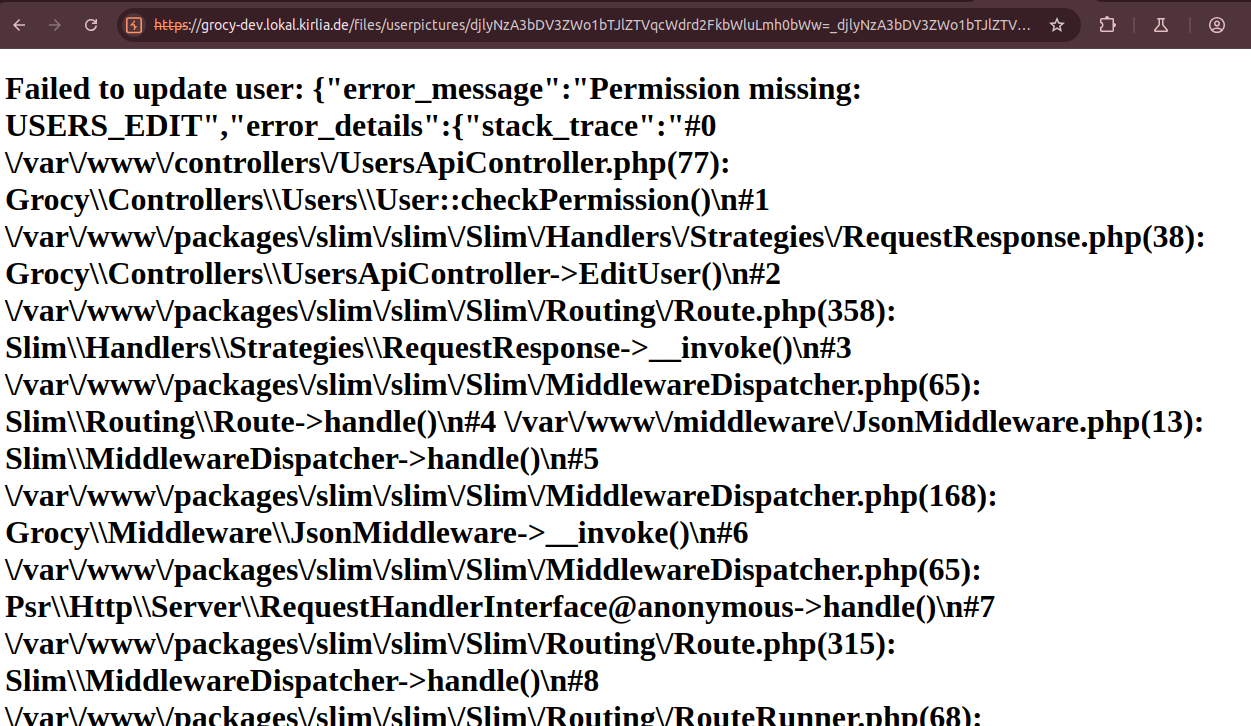 https://grocy-dev.lokal.kirlia.de/files/userpictures/djlyNzA3bDV3ZWo1bTJlZTVqcWdrd2FkbWluLmh0bWw=_djlyNzA3bDV3ZWo1bTJlZTV...
Failed to update user: {"error_message":"Permission missing:
USERS_EDIT","error_details":{"stack_trace":"#0
\/var\/www\/controllers\/UsersApiController.php(77):
Grocy\\Controllers\\Users\\User::checkPermission()\n#1
\/var\/www\/packages\/slim\/slim\/Slim\/Handlers\/Strategies\/RequestResponse.php(38):
Grocy\\Controllers\\UsersApiController->EditUser()\n#2
\/var\/www\/packages\/slim\/slim\/Slim\/Routing\/Route.php(358):
Slim\\Handlers\\Strategies\\RequestResponse->__invoke()\n#3
\/var\/www\/packages\/slim\/slim\/Slim\/MiddlewareDispatcher.php(65):
Slim\\Routing\\Route->handle()\n#4 \/var\/www\/middleware\/JsonMiddleware.php(13):
Slim\\MiddlewareDispatcher->handle()\n#5
\/var\/www\/packages\/slim\/slim\/Slim\/MiddlewareDispatcher.php(168):
Grocy\\Middleware\\JsonMiddleware->__invoke()\n#6
\/var\/www\/packages\/slim\/slim\/Slim\/MiddlewareDispatcher.php(65):
Psr\\Http\\Server\\RequestHandlerInterface@anonymous->handle()\n#7
\/var\/www\/packages\/slim\/slim\/Slim\/Routing\/Route.php(315):
Slim\\MiddlewareDispatcher->handle()\n#8
\/var\/www\/packages\/slim\/slim\/Slim\/Routing\/RouteRunner.php(68):